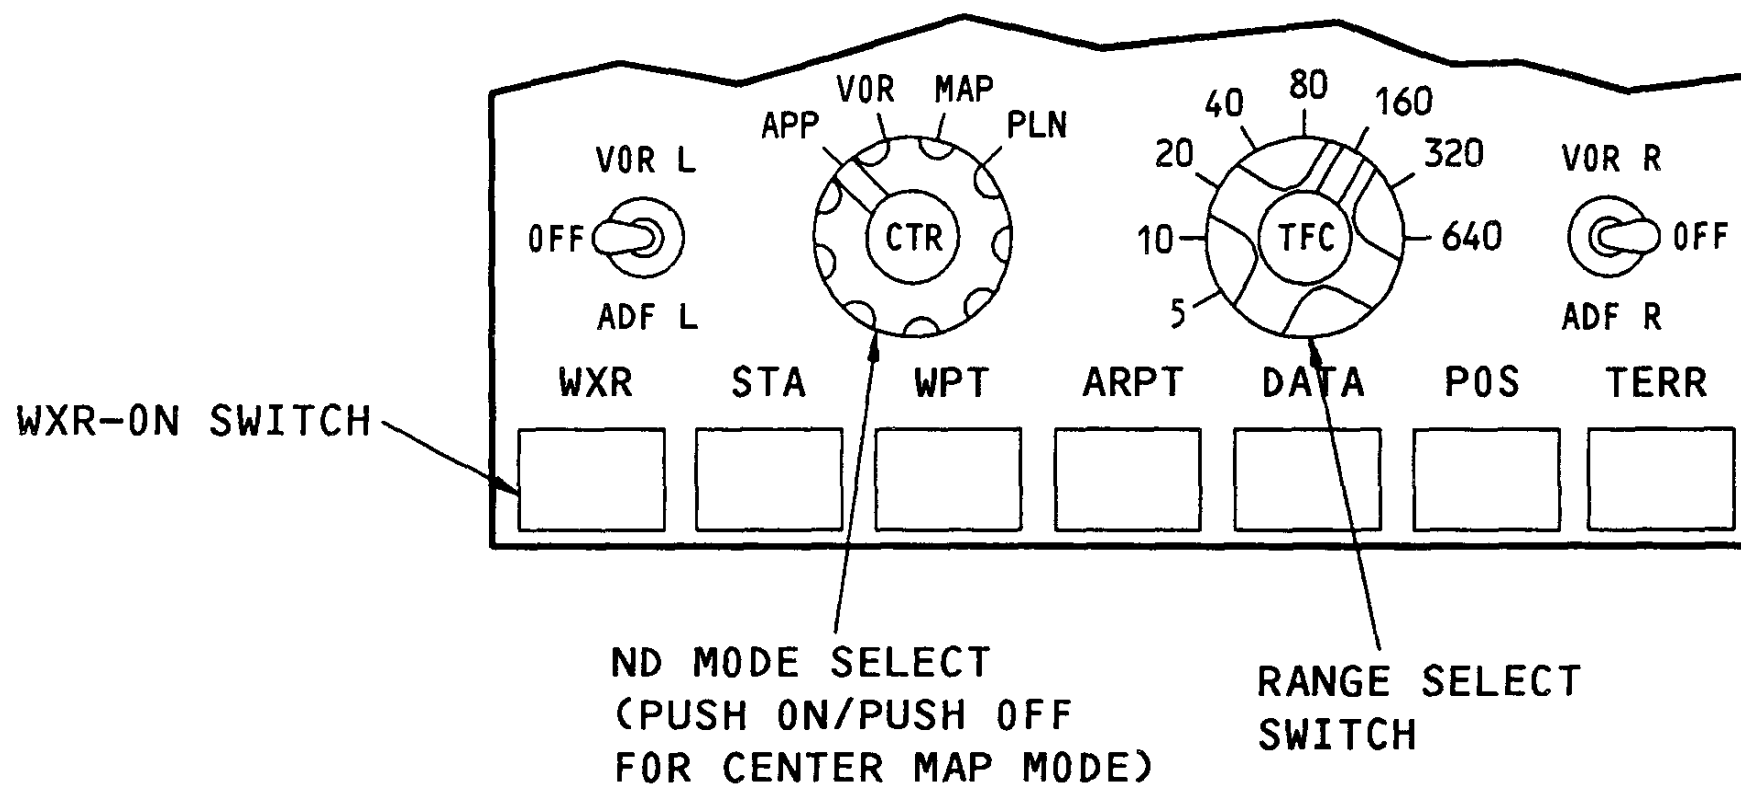 VOR L
OFF
ADF L
APP
VOR
MAP
PLN
CTR
5
10
20
40
80
160
320
640
TFC
VOR R
OFF
ADF R
WXR
STA
WPT
ARPT
DATA
POS
TERR
WXR-ON SWITCH
ND MODE SELECT
(PUSH ON/PUSH OFF
FOR CENTER MAP MODE)
RANGE SELECT
SWITCH